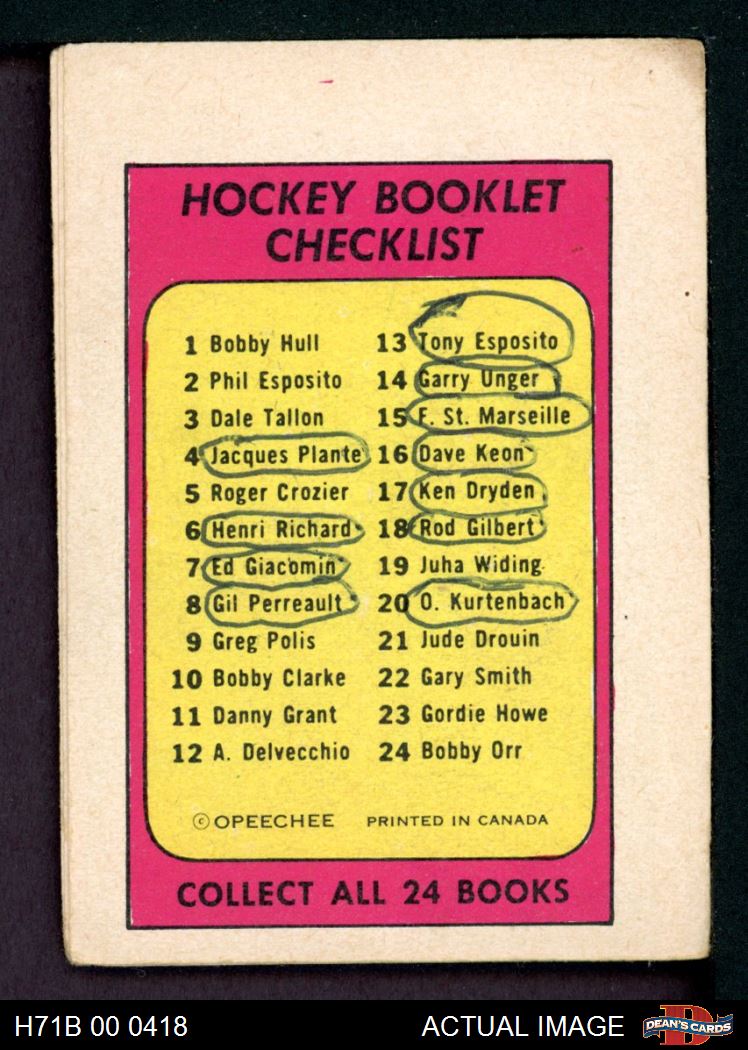 HOCKEY BOOKLET
CHECKLIST
1 Bobby Hull
2 Phil Esposito
3 Dale Tallon
4 Jacques Plante
5 Roger Crozier
6 Henri Richard
7 Ed Giacomin
8 Gil Perreault
9 Greg Polis
10 Bobby Clarke
11 Danny Grant
12 A. Delvecchio
13 Tony Esposito
14 Garry Unger
15 F. St. Marseille
16 Dave Keon
17 Ken Dryden
18 Rod Gilbert
19 Juha Widing
20 O. Kurtenbach
21 Jude Drouin
22 Gary Smith
23 Gordie Howe
24 Bobby Orr
© OPEECHEE PRINTED IN CANADA
COLLECT ALL 24 BOOKS
H71B 00 0418 ACTUAL IMAGE
D
DEAN'S CARDS